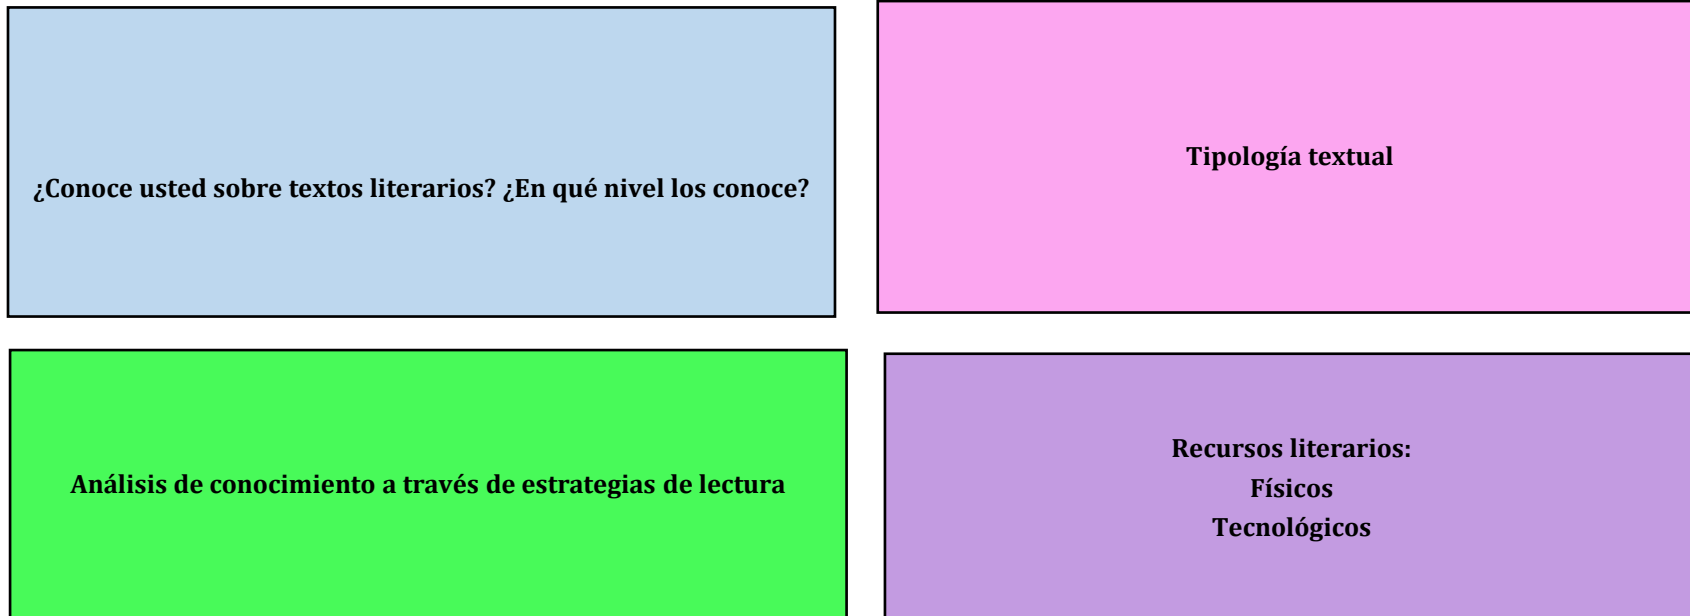 ¿Conoce usted sobre textos literarios? ¿En qué nivel los conoce?
Tipología textual
Análisis de conocimiento a través de estrategias de lectura
Recursos literarios:
Físicos
Tecnológicos